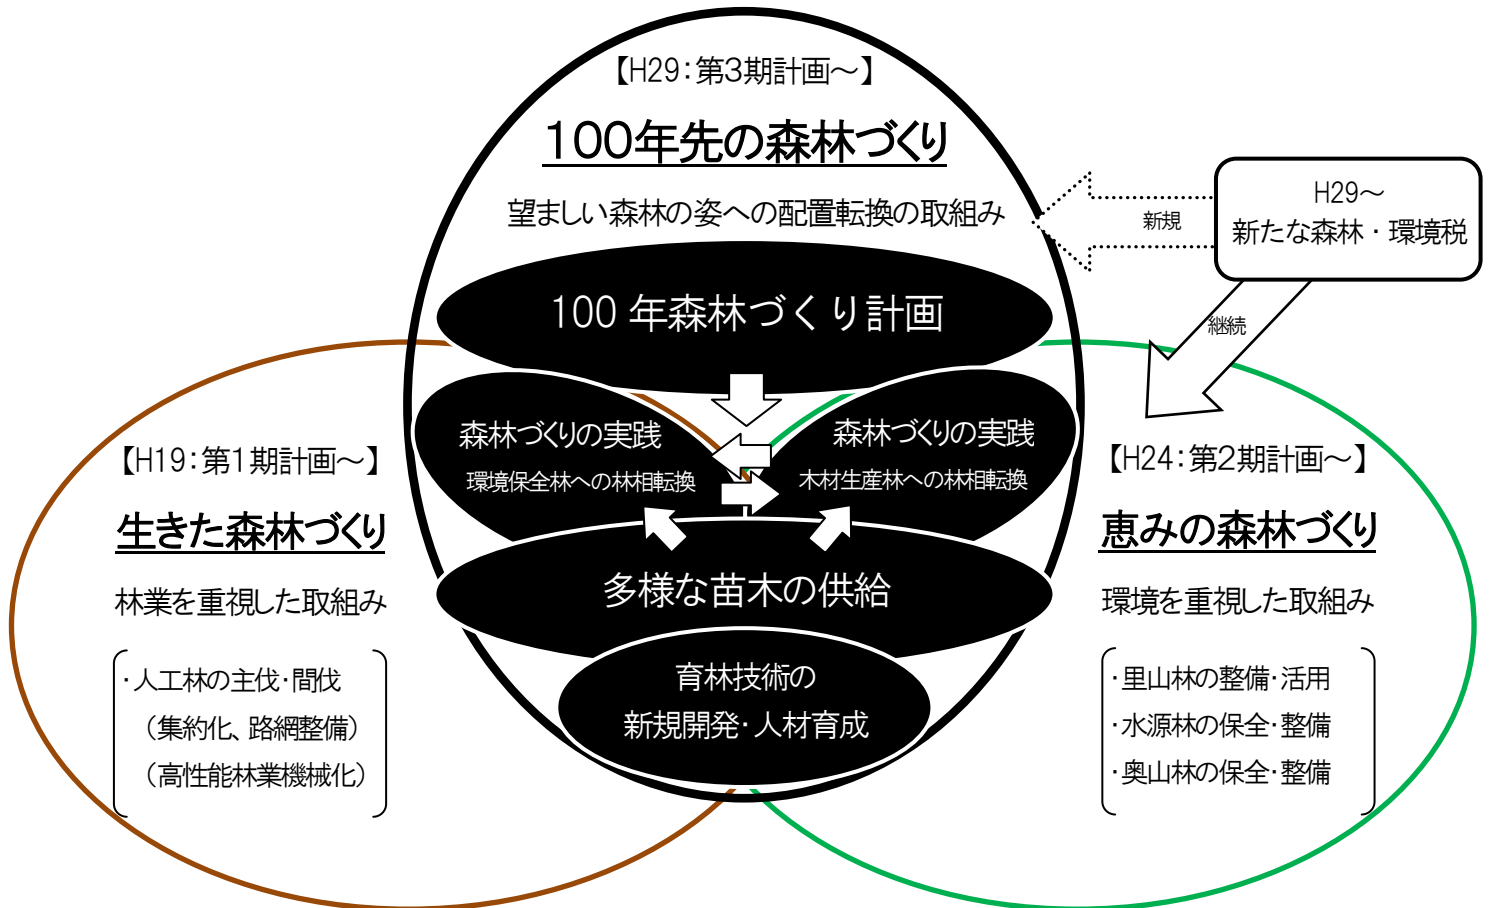 【H29:第3期計画～】
100年先の森林づくり
望ましい森林の姿への配置転換の取組み
H29～
新たな森林・環境税
新規
継続
100年森林づくり計画
森林づくりの実践
環境保全林への林相転換
森林づくりの実践
木材生産林への林相転換
多様な苗木の供給
育林技術の
新規開発・人材育成
【H19:第1期計画～】
生きた森林づくり
林業を重視した取組み
・人工林の主伐・間伐
（集約化、路網整備）
（高性能林業機械化）
【H24:第2期計画～】
恵みの森林づくり
環境を重視した取組み
・里山林の整備・活用
・水源林の保全・整備
・奥山林の保全・整備